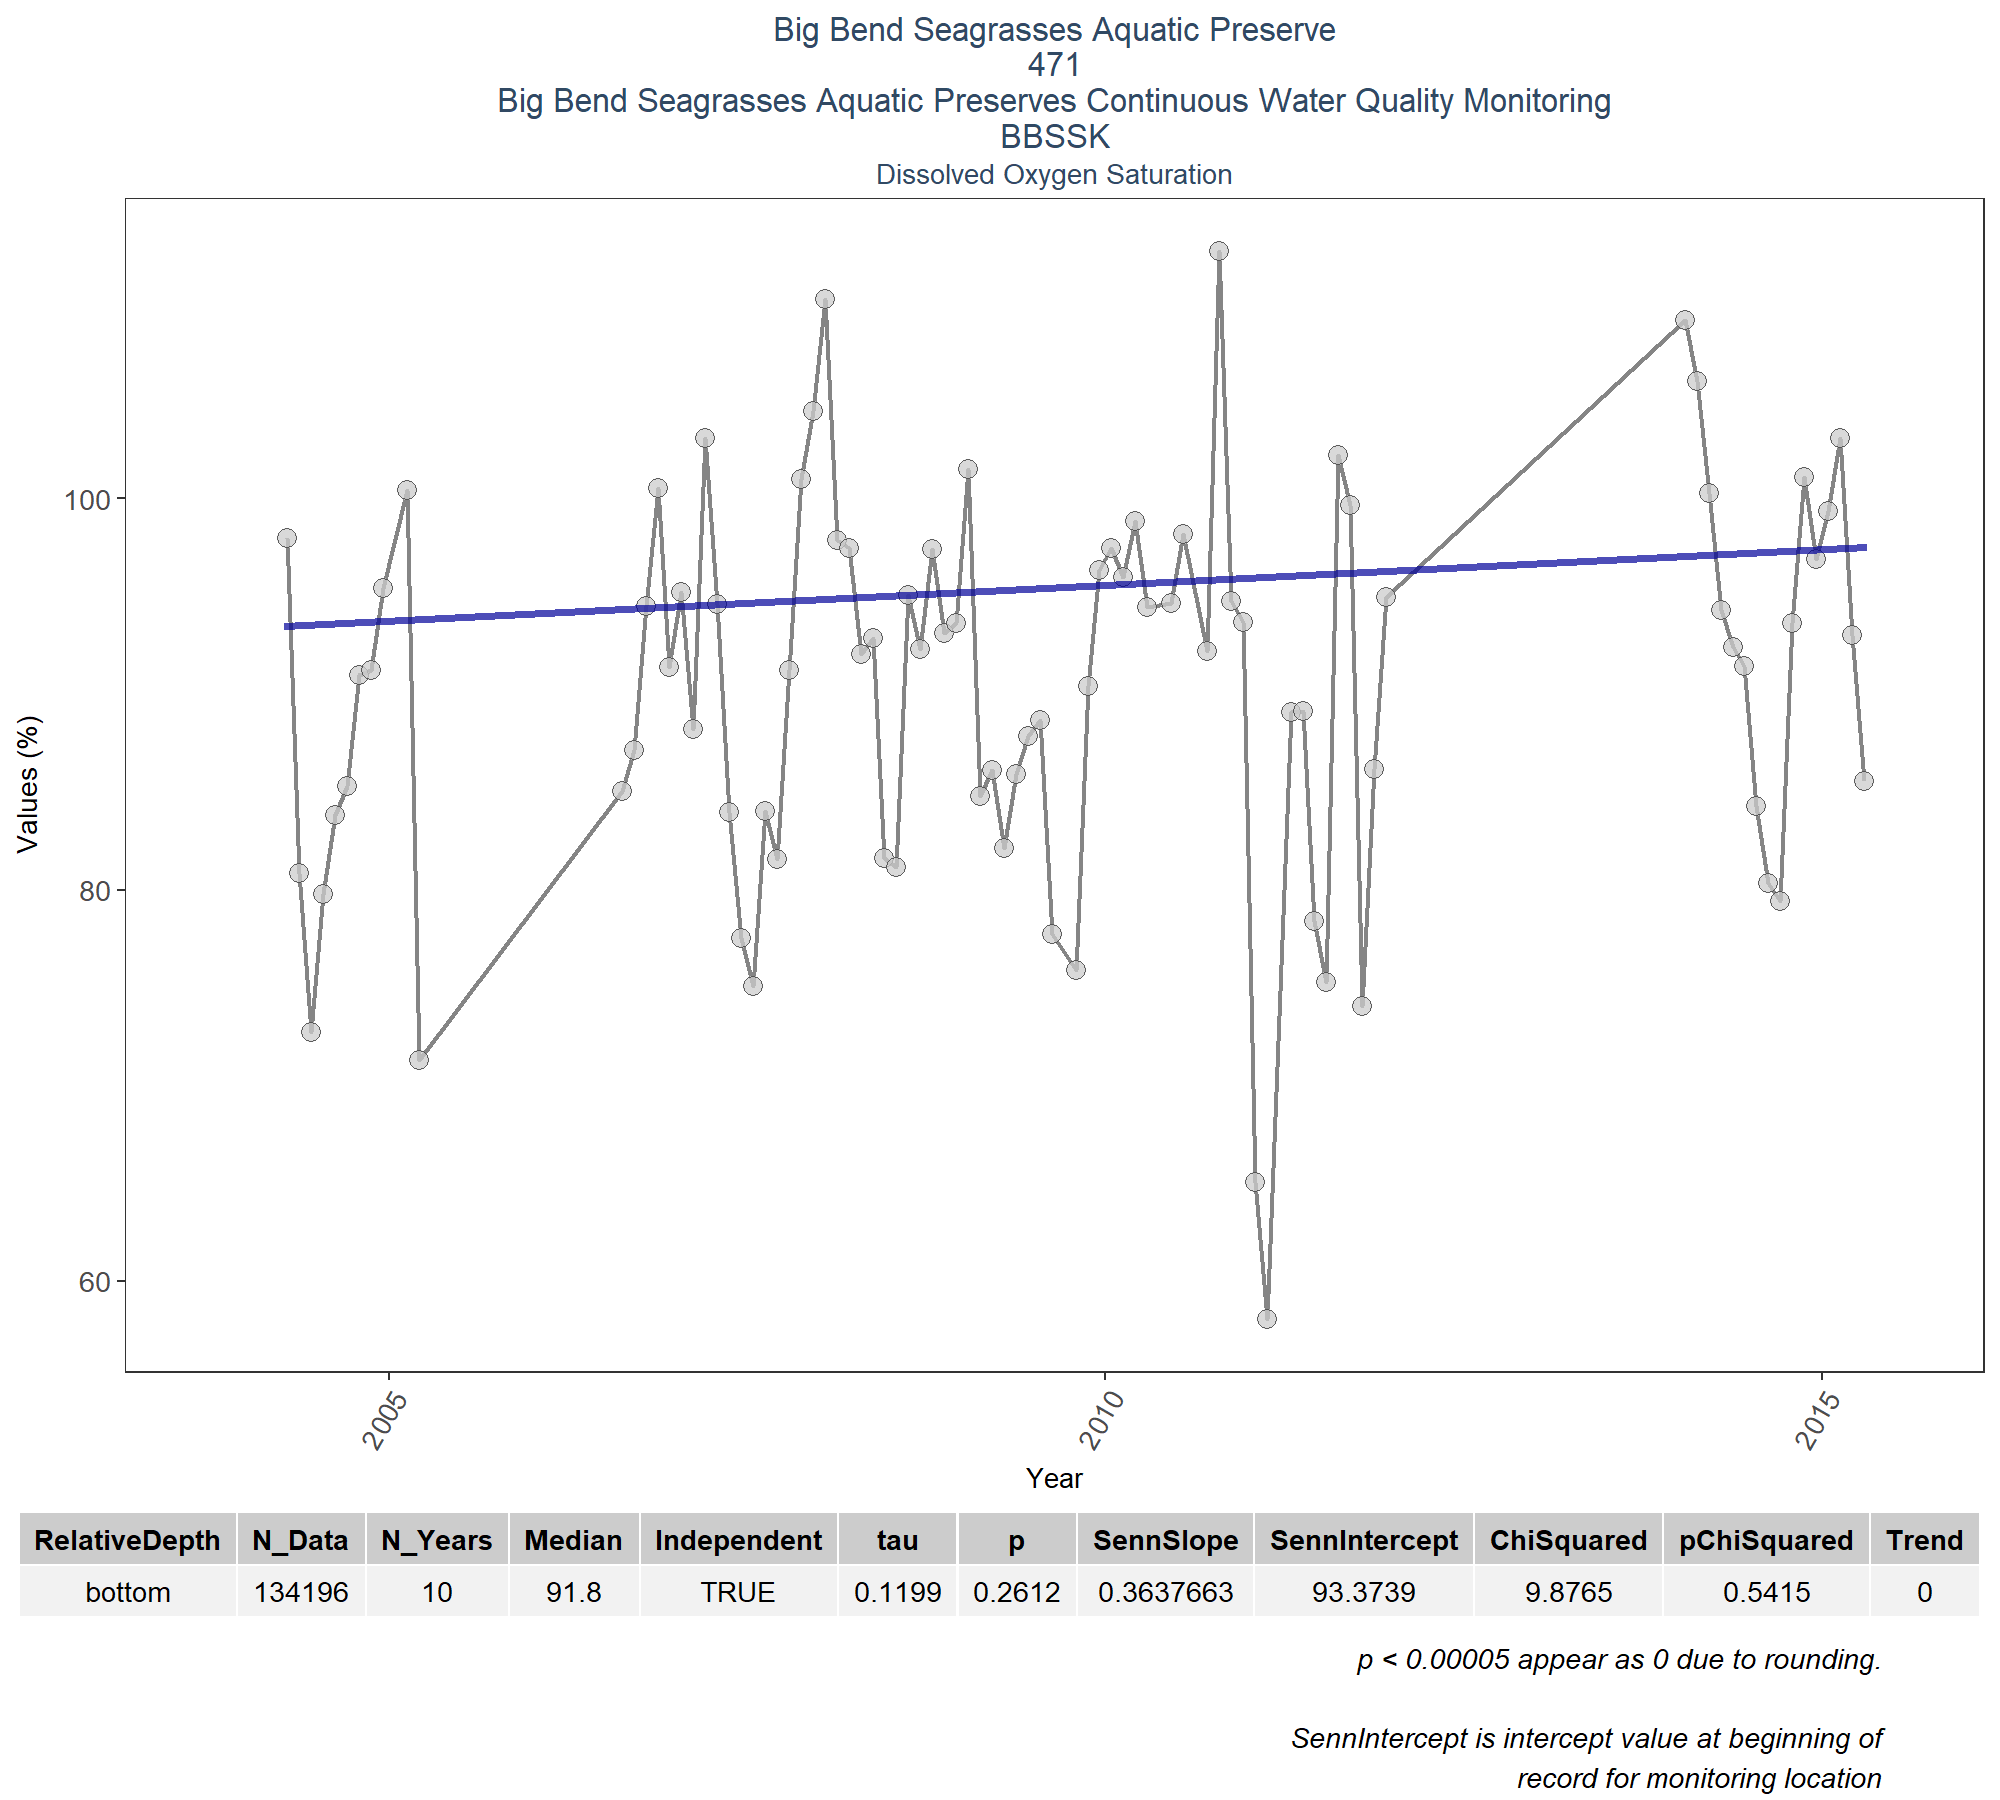 Big Bend Seagrasses Aquatic Preserve
471
Big Bend Seagrasses Aquatic Preserves Continuous Water Quality Monitoring
BBSSK
Dissolved Oxygen Saturation
Values (%)
100
80
60
2005
2010
2015
Year
RelativeDepth N_Data N_Years Median Independent tau p SennSlope SennIntercept ChiSquared pChiSquared Trend
bottom 134196 10 91.8 TRUE 0.1199 0.2612 0.3637663 93.3739 9.8765 0.5415 0
p < 0.00005 appear as 0 due to rounding.
SennIntercept is intercept value at beginning of
record for monitoring location